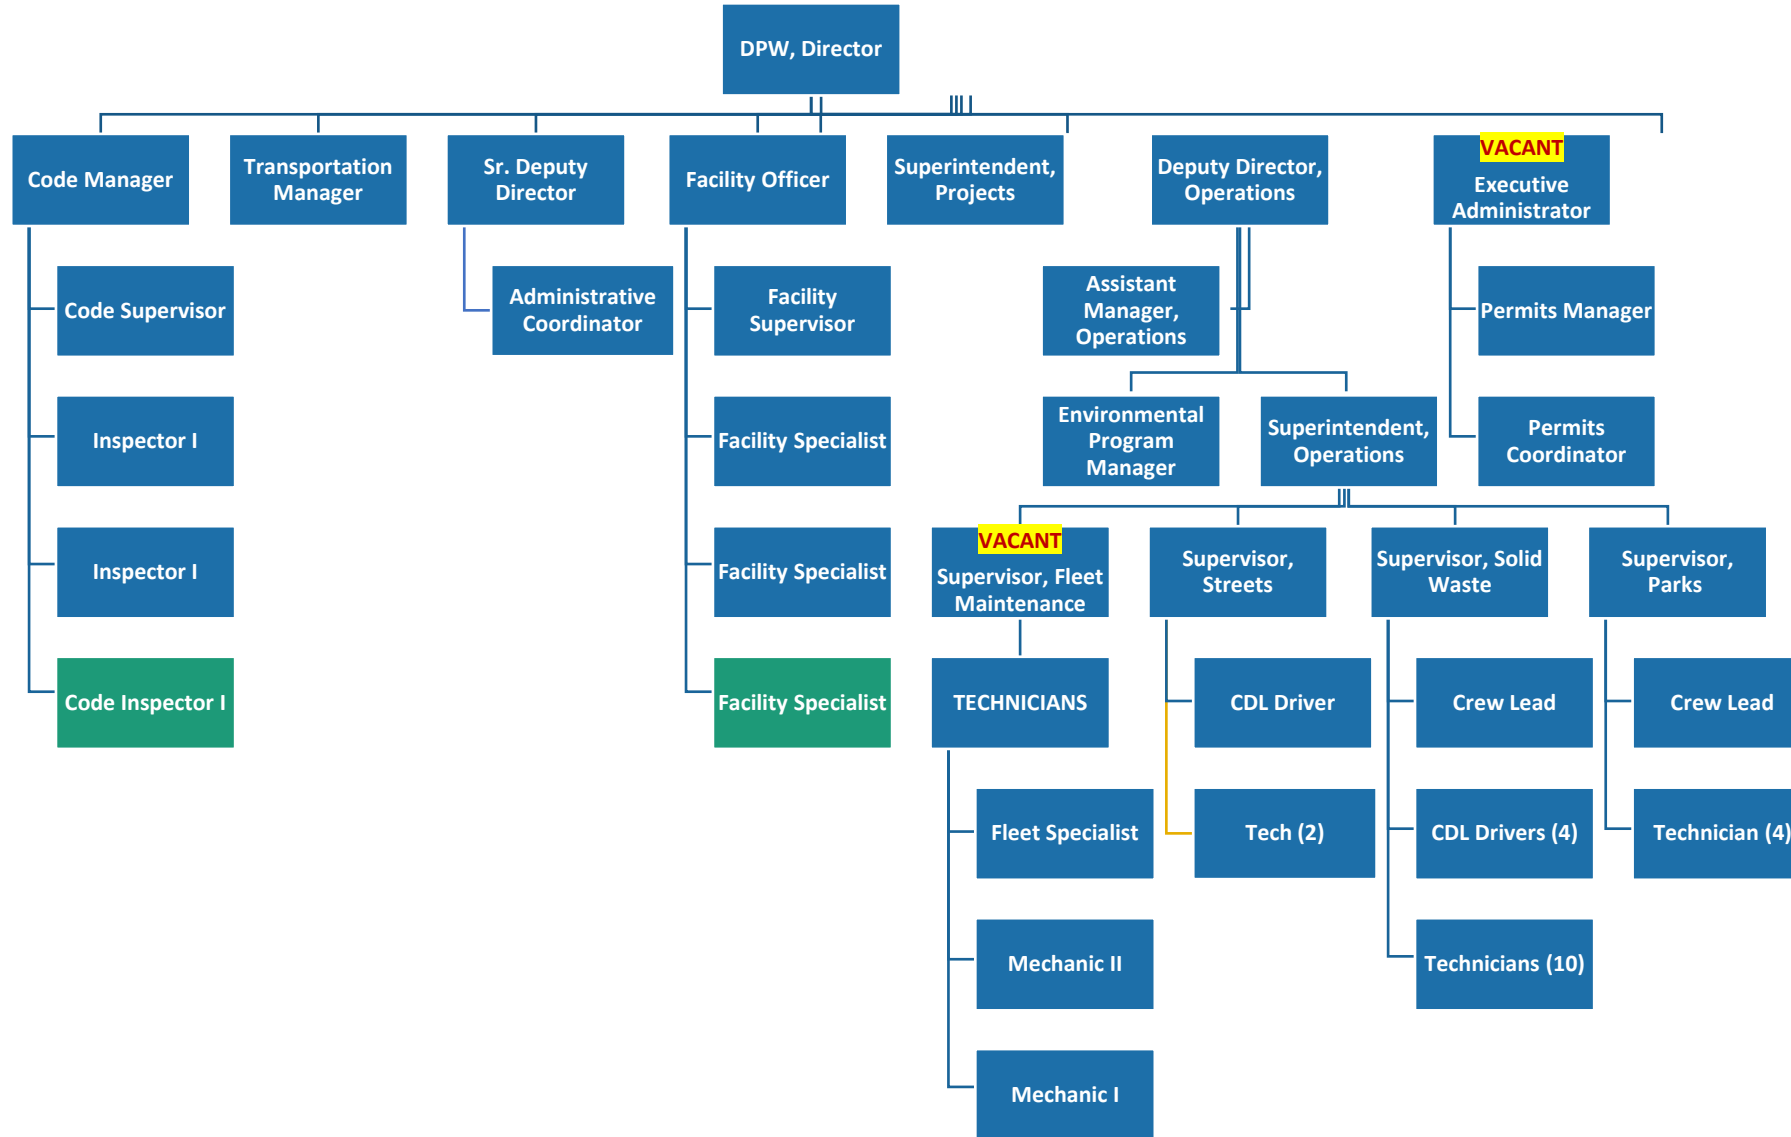 DPW, Director
Code Manager
Transportation
Manager
Sr. Deputy
Director
Facility Officer
Superintendent,
Projects
Deputy Director,
Operations
VACANT
Executive
Administrator
Code Supervisor
Administrative
Coordinator
Facility
Supervisor
Assistant
Manager,
Operations
Permits Manager
Inspector I
Facility Specialist
Environmental
Program
Manager
Superintendent,
Operations
Permits
Coordinator
Inspector I
Facility Specialist
VACANT
Supervisor, Fleet
Maintenance
Supervisor,
Streets
Supervisor, Solid
Waste
Supervisor,
Parks
Code Inspector I
Facility Specialist
TECHNICIANS
CDL Driver
Crew Lead
Crew Lead
Fleet Specialist
Tech (2)
CDL Drivers (4)
Technician (4)
Mechanic II
Technicians (10)
Mechanic I